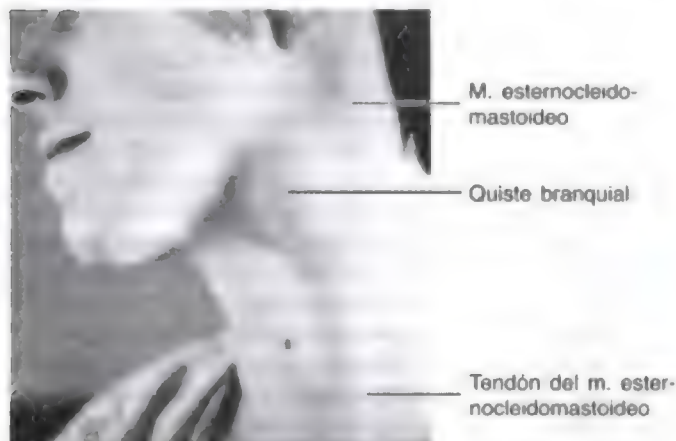 M. esternocleido-
mastoideo
Quiste branquial
Tendón del m. ester-
nocleidomastoideo